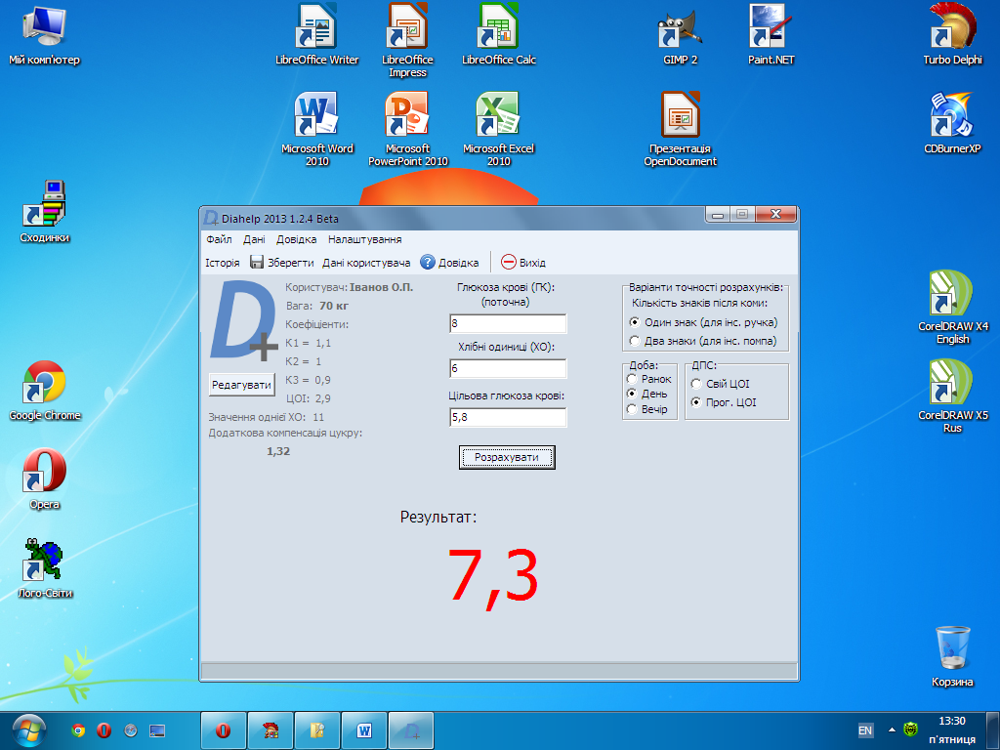 Мій комп'ютер
LibreOffice Writer
LibreOffice
Impress
LibreOffice Calc
GIMP 2
Paint.NET
Turbo Delphi
Microsoft Word
2010
Microsoft
PowerPoint 2010
Microsoft Excel
2010
Презентація
OpenDocument
CDBurnerXP
Сходинки
Google Chrome
Opera
Лого-Світи
CorelDRAW X4
English
CorelDRAW X5
Rus
Корзина
Diahelp 2013 1.2.4 Beta
Файл Дані Довідка Налаштування
Історія Зберегти Дані користувача Довідка Вихід
D+
Користувач: Іванов О.П.
Вага: 70 кг
Коефіцієнти:
К1 = 1,1
К2 = 1
К3 = 0,9
ЦОІ: 2,9
Редагувати
Значення однієї ХО: 11
Додаткова компенсація цукру:
1,32
Глюкоза крові (ГК):
(поточна)
8
Хлібні одиниці (ХО):
6
Цільова глюкоза крові:
5,8
Розрахувати
Варіанти точності розрахунків:
Кількість знаків після коми:
Один знак (для інс. ручка)
Два знаки (для інс. помпа)
Доба:
Ранок
День
Вечір
ДПС:
Свій ЦОІ
Прог. ЦОІ
Результат:
7,3
EN
13:30
п'ятниця